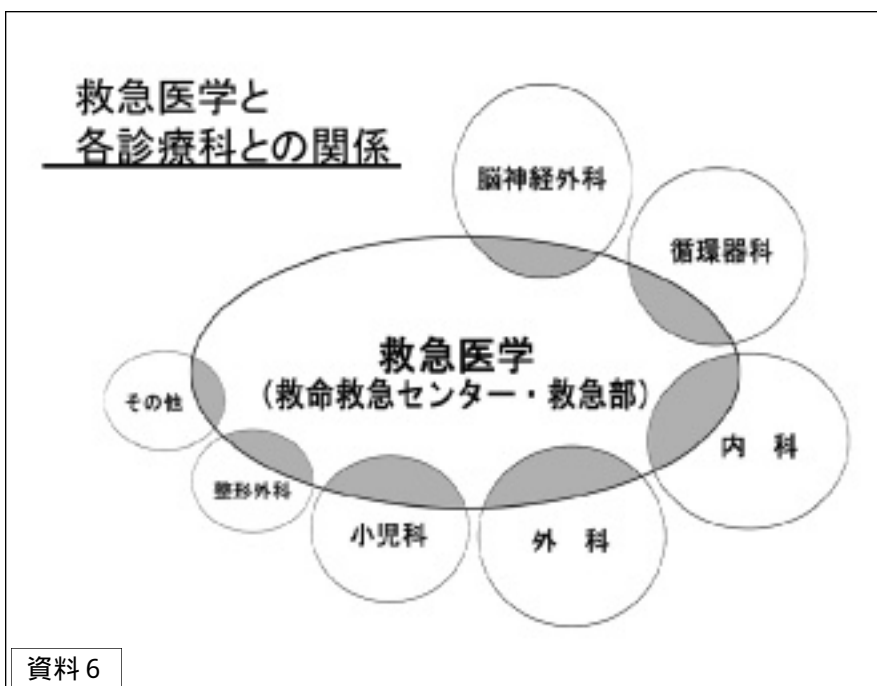 救急医学と
各診療科との関係
脳神経外科
循環器科
救急医学
(救命救急センター・救急部)
その他
内　科
整形外科
小児科
外　科
資料6